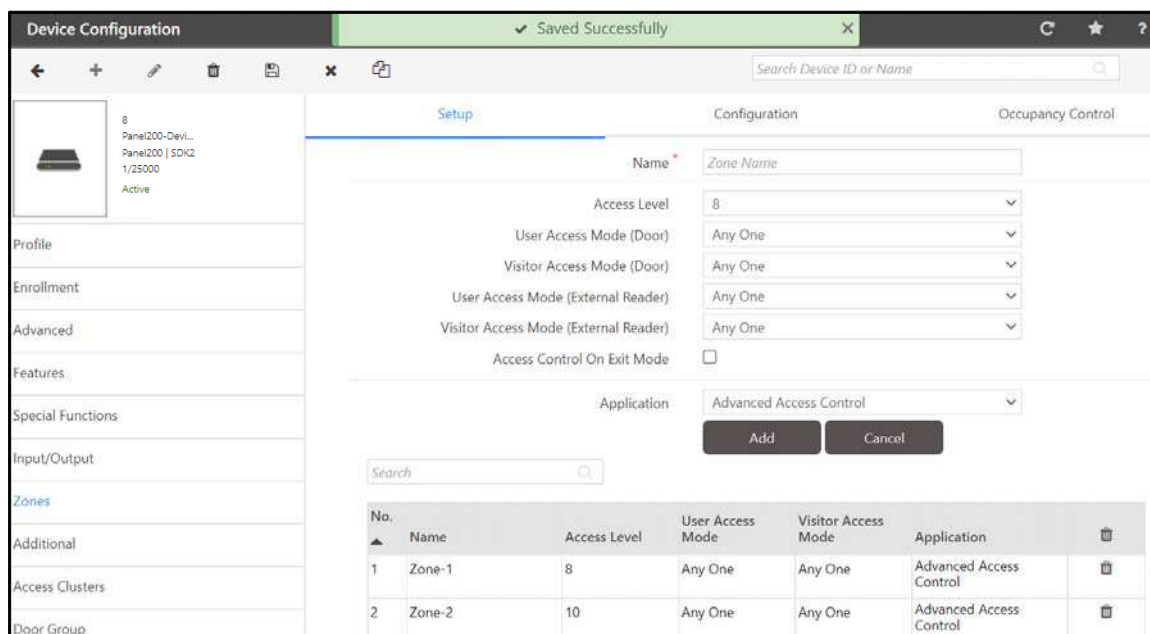 Device Configuration
✔ Saved Successfully
?
Search Device ID or Name
8
Panel200-Devi...
Panel200 | SDK2
1/25000
Active
Profile
Enrollment
Advanced
Features
Special Functions
Input/Output
Zones
Additional
Access Clusters
Door Group
Setup Configuration Occupancy Control
Name * Zone Name
Access Level 8
User Access Mode (Door) Any One
Visitor Access Mode (Door) Any One
User Access Mode (External Reader) Any One
Visitor Access Mode (External Reader) Any One
Access Control On Exit Mode
Application Advanced Access Control
Add Cancel
Search
No. Name Access Level User Access Mode Visitor Access Mode Application
1 Zone-1 8 Any One Any One Advanced Access Control
2 Zone-2 10 Any One Any One Advanced Access Control